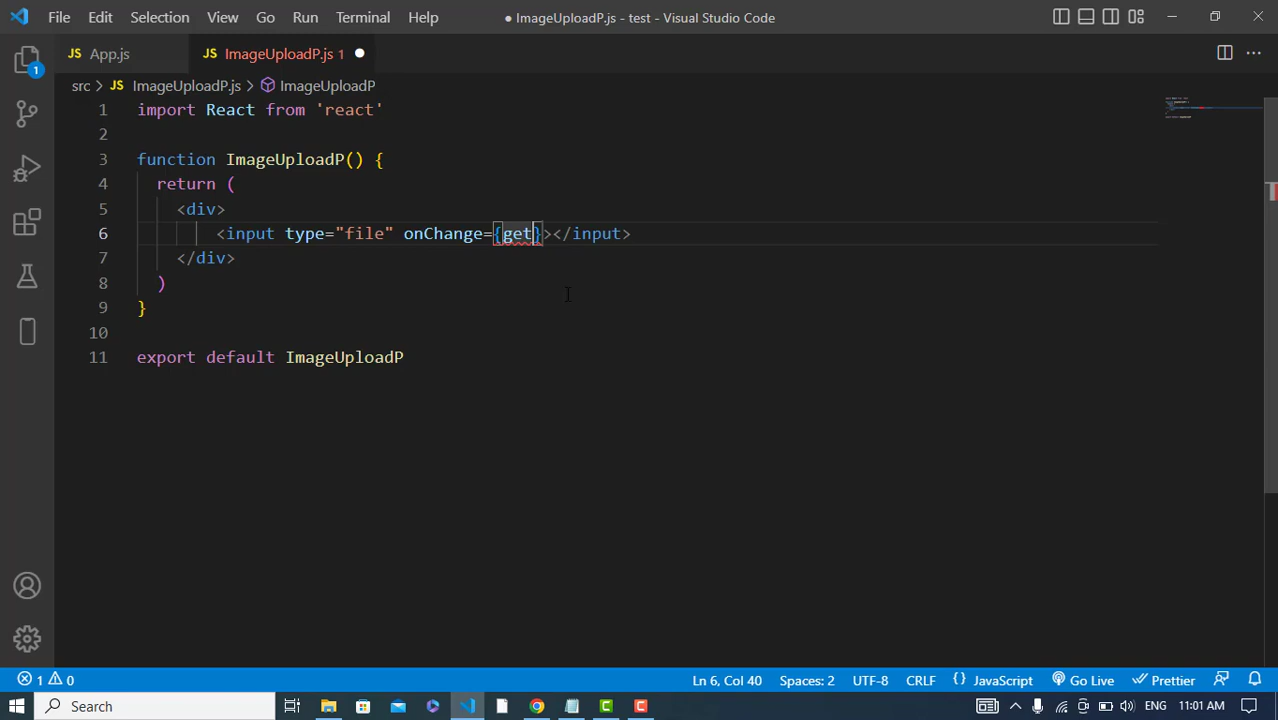 File Edit Selection View Go Run Terminal Help
● ImageUploadP.js - test - Visual Studio Code
JS App.js
JS ImageUploadP.js 1 ●
src > JS ImageUploadP.js > ImageUploadP
1
1 import React from 'react'
2
3 function ImageUploadP() {
4 return (
5 <div>
6 <input type="file" onChange={get}></input>
7 </div>
8 )
9 }
10
11 export default ImageUploadP
1 0
Ln 6, Col 40 Spaces: 2 UTF-8 CRLF {} JavaScript Go Live Prettier
Search
ENG 11:01 AM